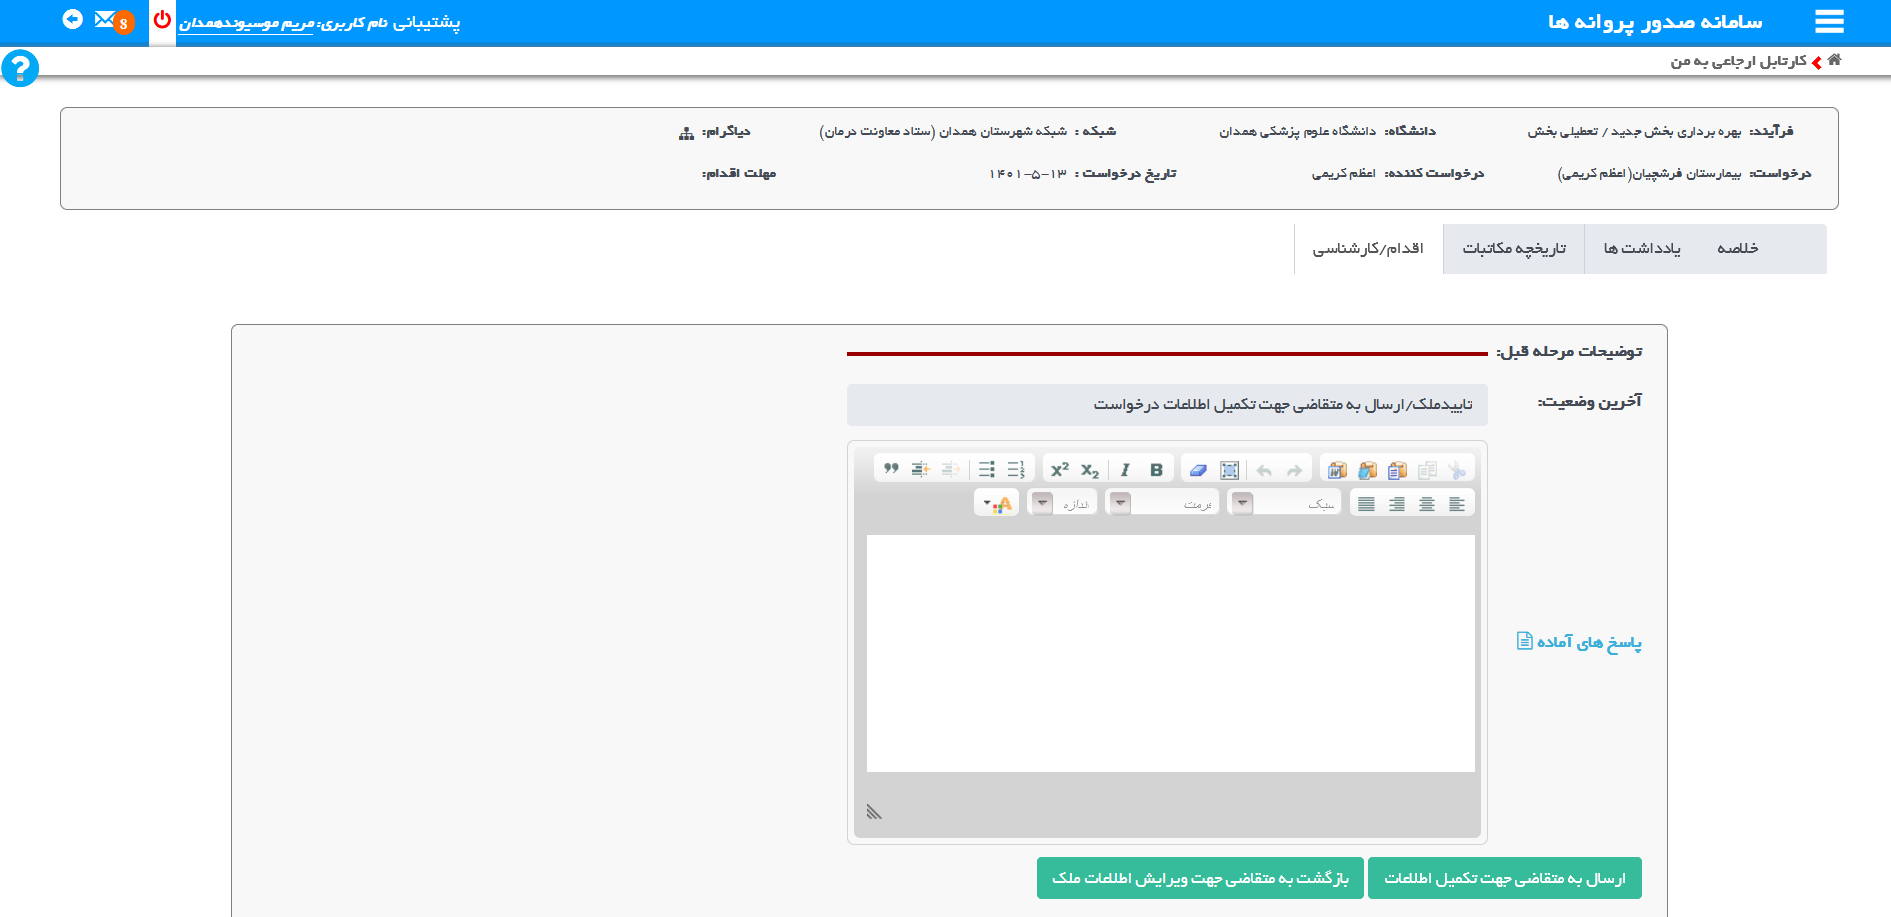 سامانه صدور پروانه ها
پشتیبانی نام کاربری: مریم موسیوندهمدان
8
کارتابل ارجاعی به من
?
فرآیند: بهره برداری بخش جدید / تعطیلی بخش دانشگاه: دانشگاه علوم پزشکی همدان شبکه : شبکه شهرستان همدان (ستاد معاونت درمان) دیاگرام:
درخواست: بیمارستان فرشچیان(اعظم کریمی) درخواست کننده: اعظم کریمی تاریخ درخواست : ۱۴۰۱-۵-۱۳ مهلت اقدام:
خلاصه یادداشت ها تاریخچه مکاتبات اقدام/کارشناسی
توضیحات مرحله قبل:
آخرین وضعیت: تاییدملک/ارسال به متقاضی جهت تکمیل اطلاعات درخواست
B I X₂ X²
سبک فرمت اندازه A
پاسخ های آماده
ارسال به متقاضی جهت تکمیل اطلاعات بازگشت به متقاضی جهت ویرایش اطلاعات ملک